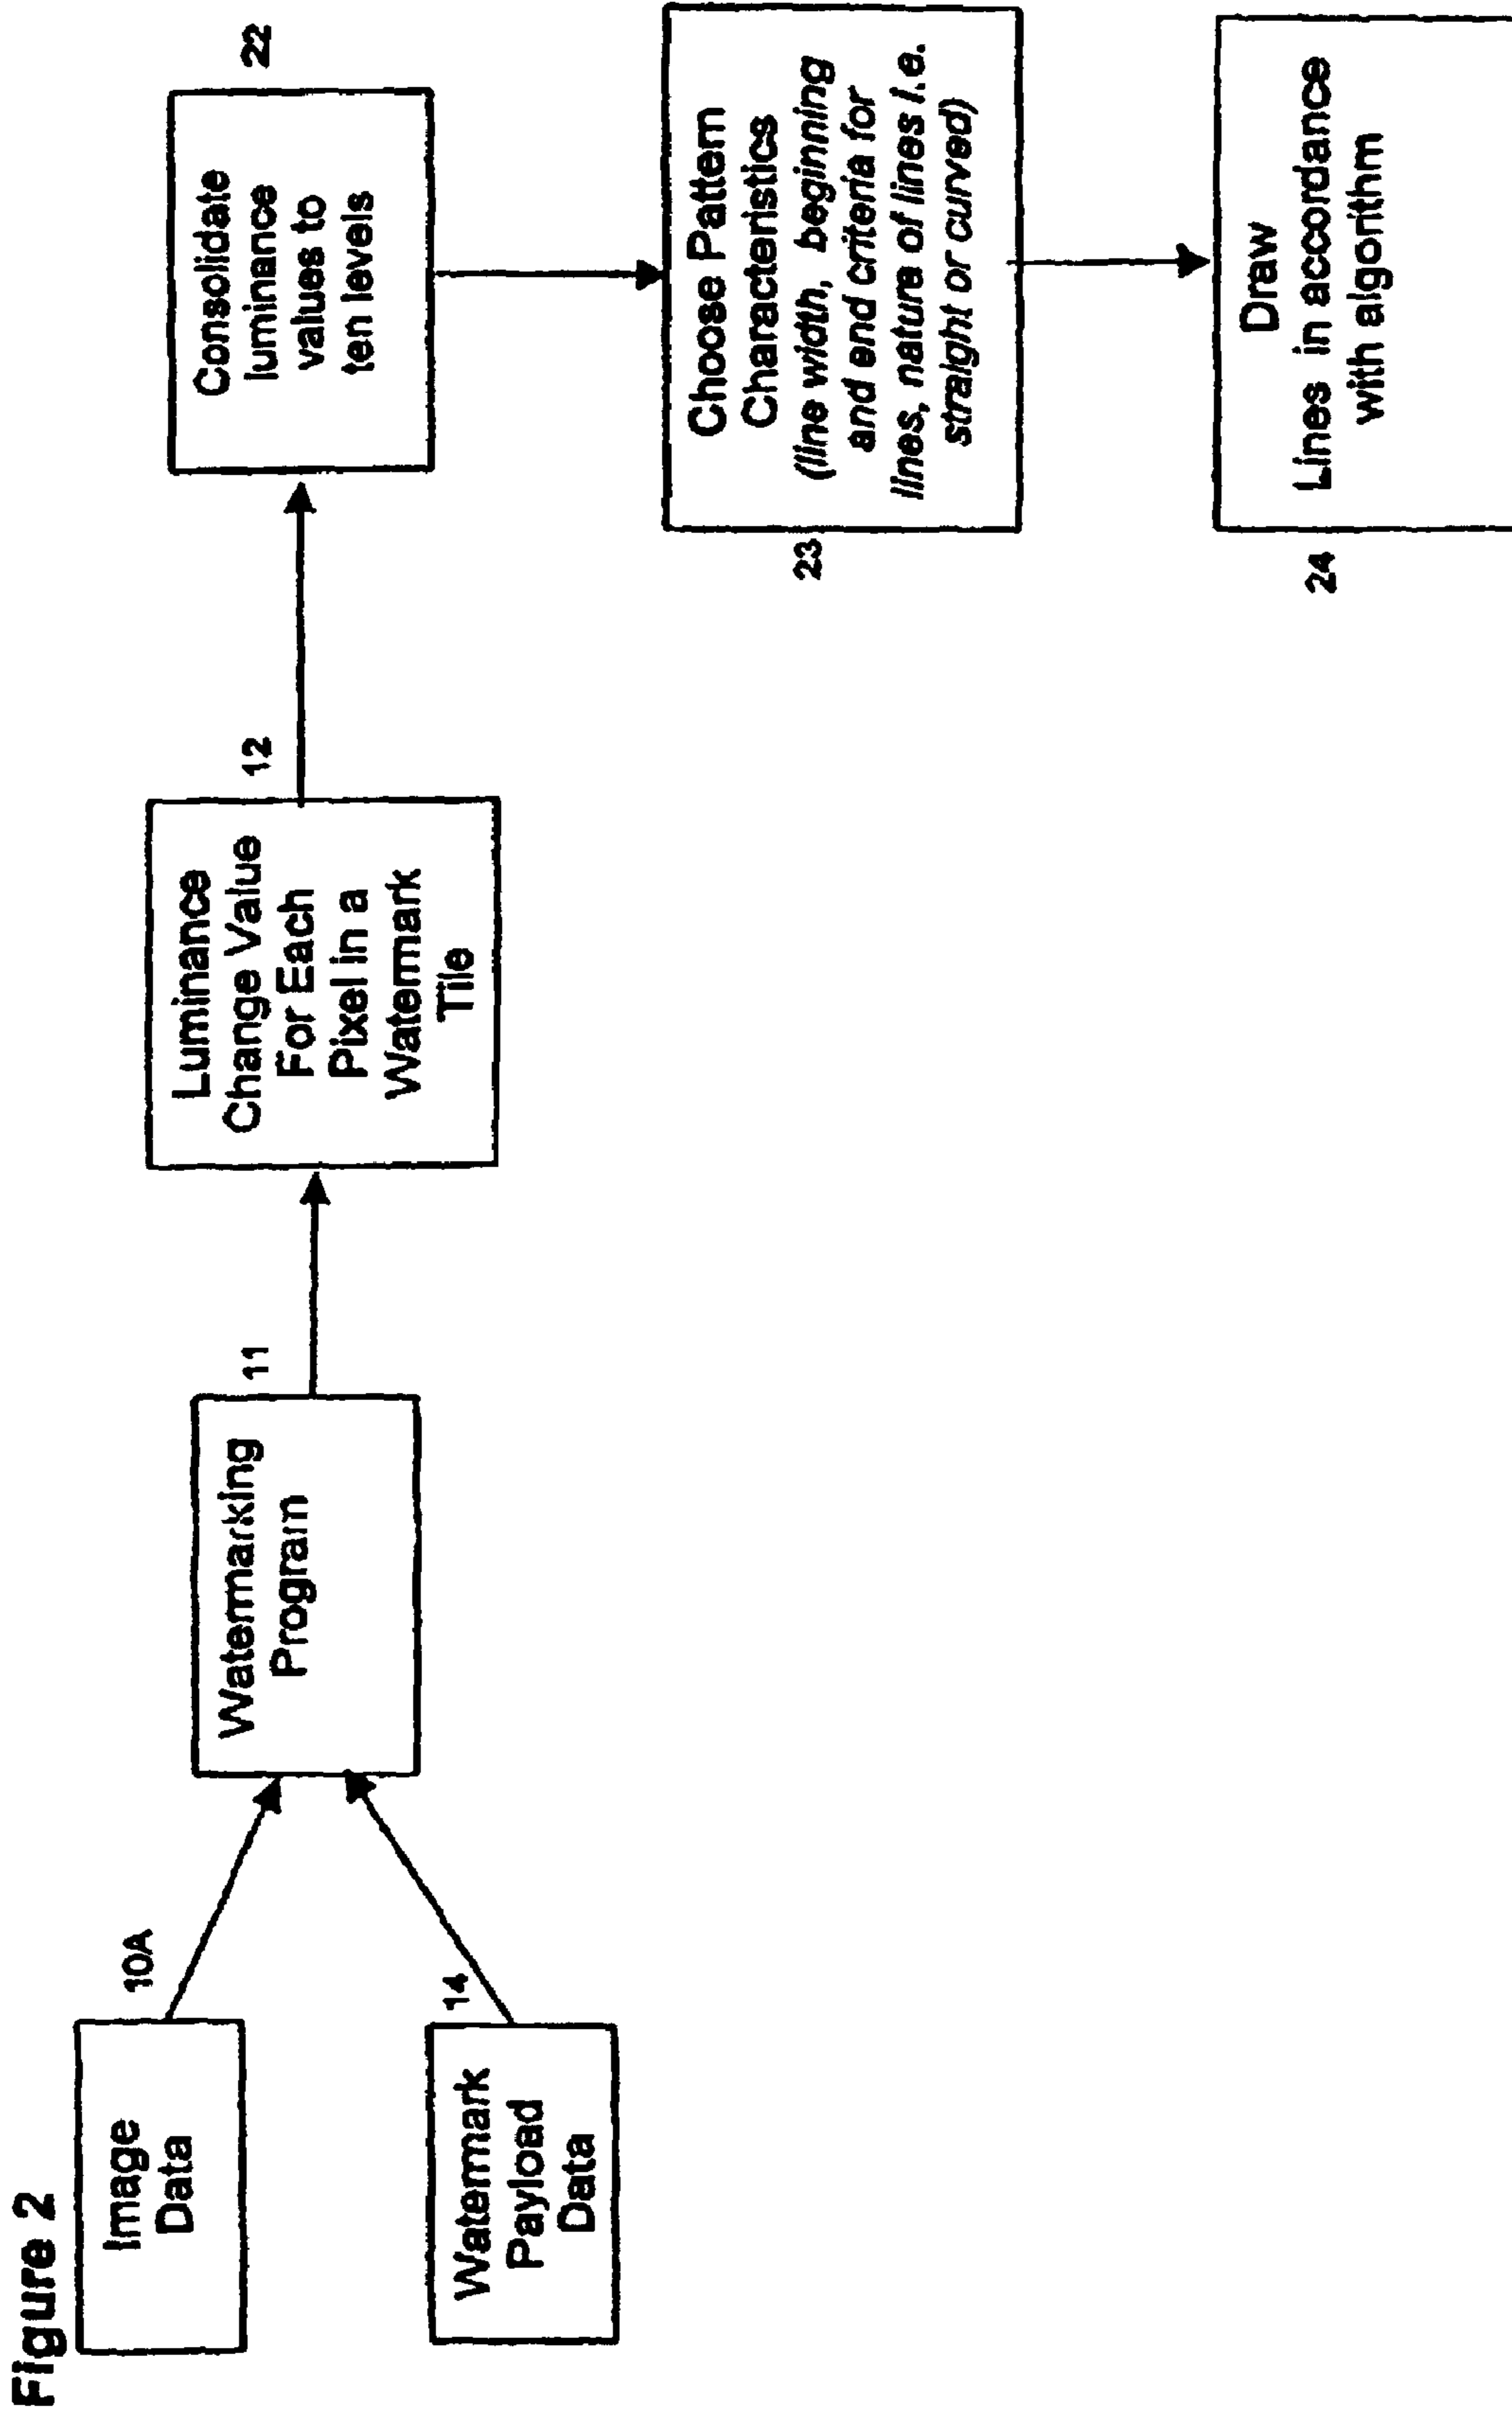 Figure 2
Image
Data
10A
Watermark
Payload
Data
14
Watermarking
Program
11
Luminance
Change Value
For Each
Pixel in a
Watermark
Tile
12
Consolidate
luminance
values to
ten levels
22
Choose Pattern
Characteristics
(line width, beginning
and end criteria for
lines, nature of lines i.e.
straight or curved)
23
Draw
Lines in accordance
with algorithm
24